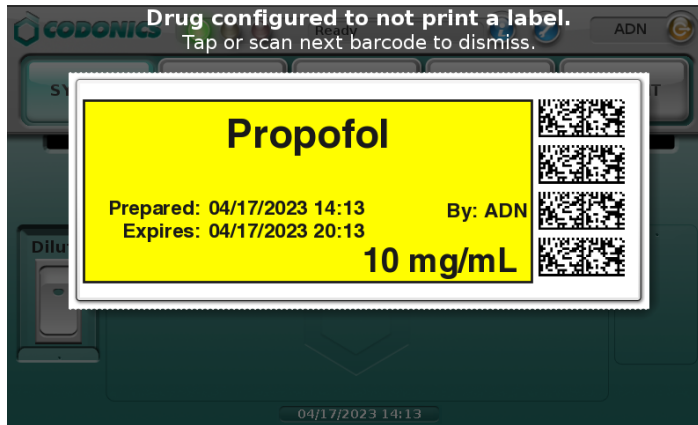 Drug configured to not print a label.
Tap or scan next barcode to dismiss.
CODONICS
Ready
ADN
SY
T
Propofol
Prepared: 04/17/2023 14:13
By: ADN
Expires: 04/17/2023 20:13
10 mg/mL
Dilu
04/17/2023 14:13